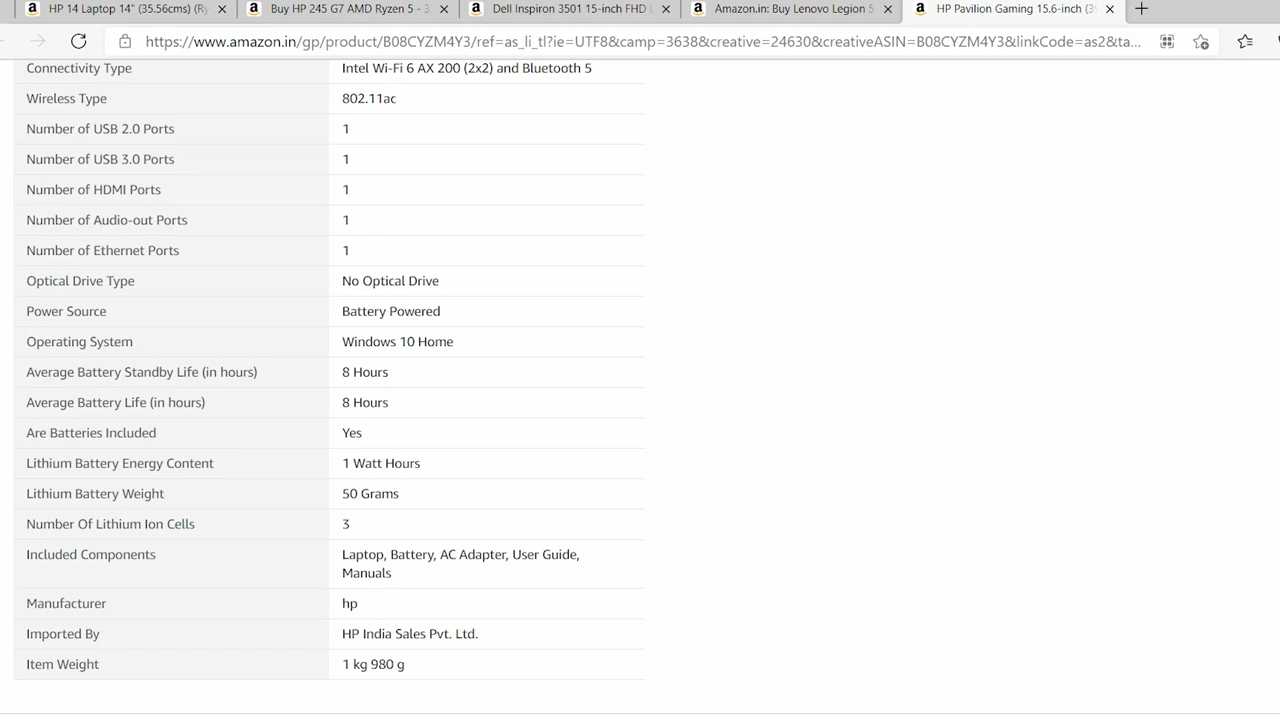 HP 14 Laptop 14" (35.56cms) (Ry
Buy HP 245 G7 AMD Ryzen 5 - 3
Dell Inspiron 3501 15-inch FHD
Amazon.in: Buy Lenovo Legion 5
HP Pavilion Gaming 15.6-inch (39
https://www.amazon.in/gp/product/B08CYZM4Y3/ref=as_li_tl?ie=UTF8&camp=3638&creative=24630&creativeASIN=B08CYZM4Y3&linkCode=as2&ta...
Connectivity Type Intel Wi-Fi 6 AX 200 (2x2) and Bluetooth 5
Wireless Type 802.11ac
Number of USB 2.0 Ports 1
Number of USB 3.0 Ports 1
Number of HDMI Ports 1
Number of Audio-out Ports 1
Number of Ethernet Ports 1
Optical Drive Type No Optical Drive
Power Source Battery Powered
Operating System Windows 10 Home
Average Battery Standby Life (in hours) 8 Hours
Average Battery Life (in hours) 8 Hours
Are Batteries Included Yes
Lithium Battery Energy Content 1 Watt Hours
Lithium Battery Weight 50 Grams
Number Of Lithium Ion Cells 3
Included Components Laptop, Battery, AC Adapter, User Guide,
Manuals
Manufacturer hp
Imported By HP India Sales Pvt. Ltd.
Item Weight 1 kg 980 g